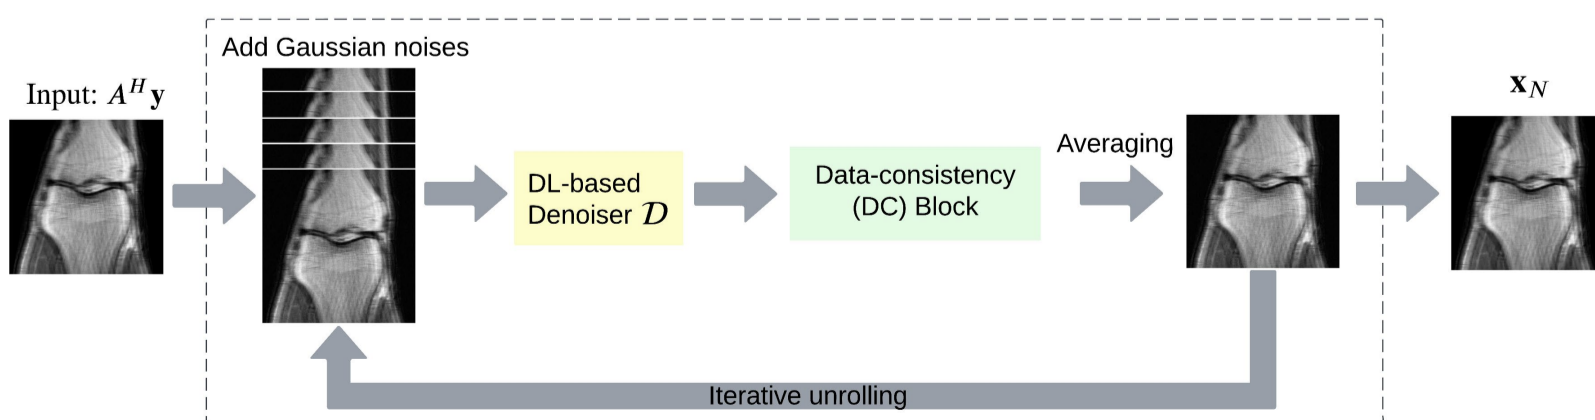 Add Gaussian noises
Input: A^H y
x_N
Averaging
DL-based
Denoiser 𝒟
Data-consistency
(DC) Block
Iterative unrolling